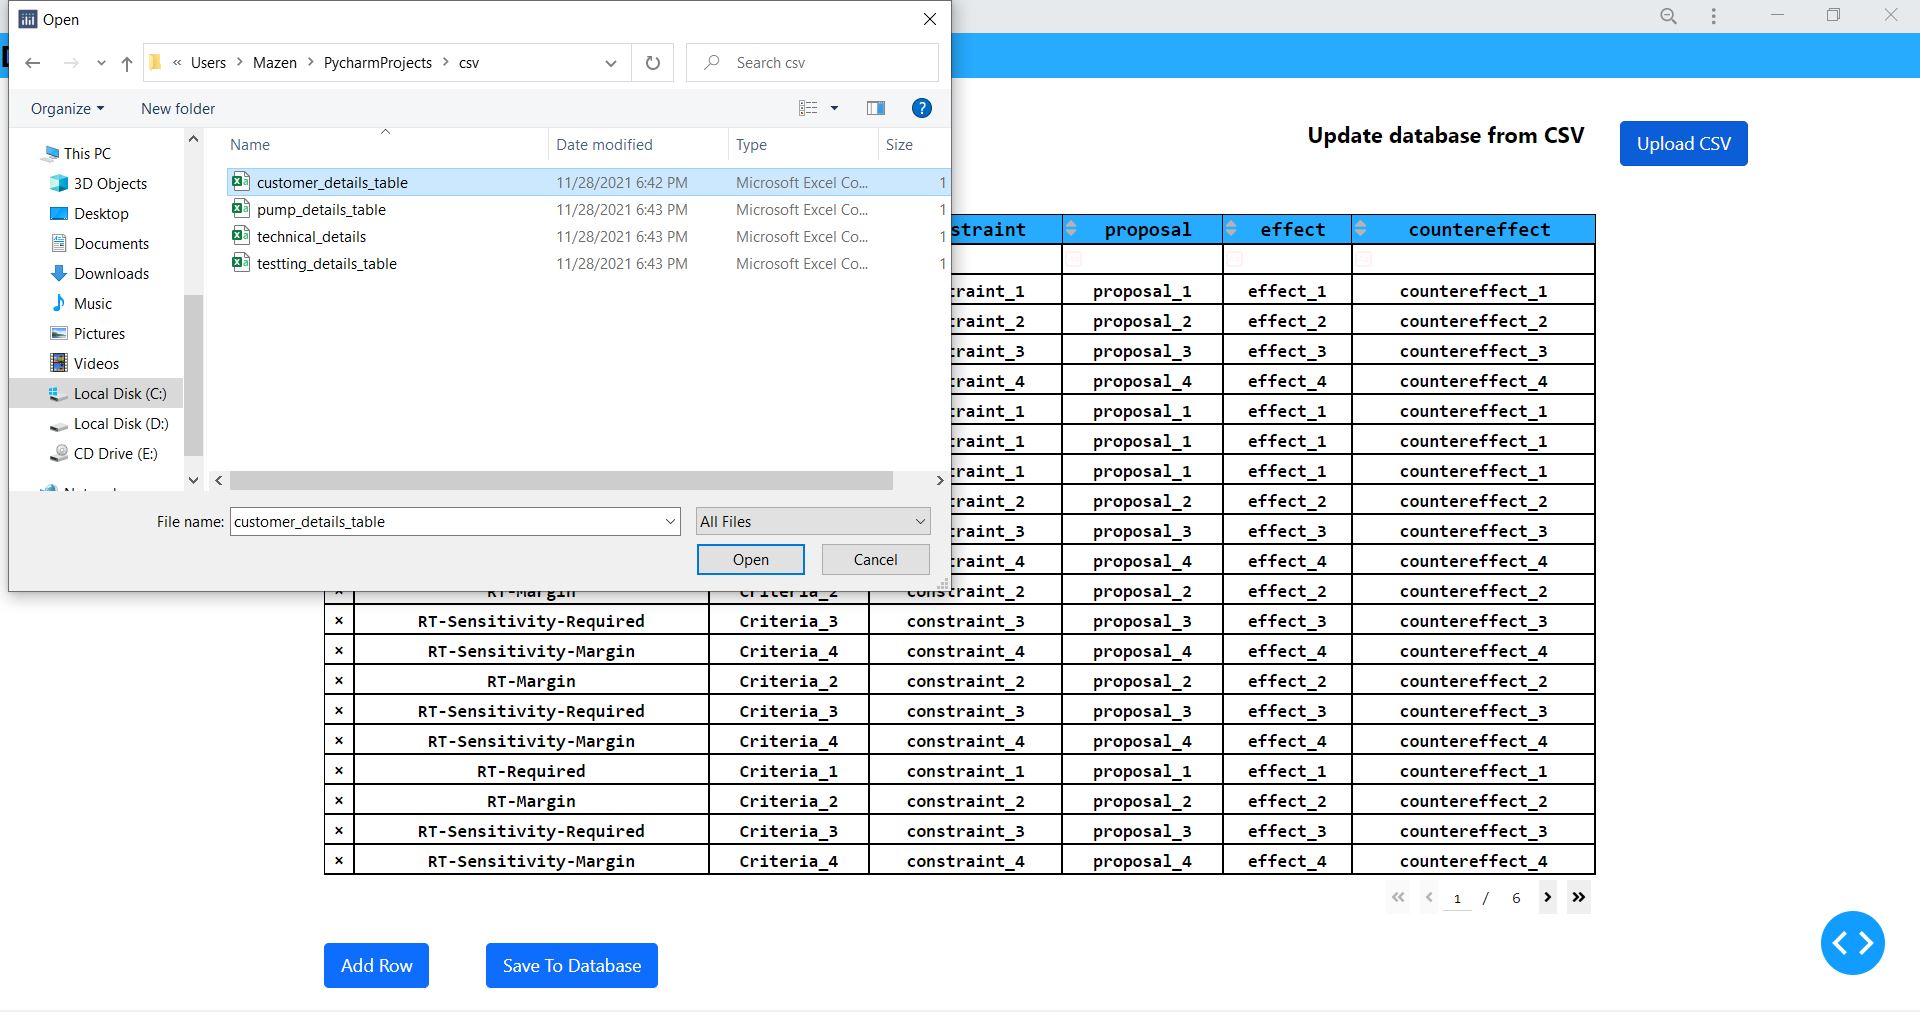 Open
« Users > Mazen > PycharmProjects > csv
Search csv
Organize
New folder
Name Date modified Type Size
This PC
3D Objects
Desktop
Documents
Downloads
Music
Pictures
Videos
Local Disk (C:)
Local Disk (D:)
CD Drive (E:)
customer_details_table 11/28/2021 6:42 PM Microsoft Excel Co... 1
pump_details_table 11/28/2021 6:43 PM Microsoft Excel Co... 1
technical_details 11/28/2021 6:43 PM Microsoft Excel Co... 1
testting_details_table 11/28/2021 6:43 PM Microsoft Excel Co... 1
File name: customer_details_table All Files
Open Cancel
Update database from CSV Upload CSV
straint proposal effect countereffect
raint_1 proposal_1 effect_1 countereffect_1
raint_2 proposal_2 effect_2 countereffect_2
raint_3 proposal_3 effect_3 countereffect_3
raint_4 proposal_4 effect_4 countereffect_4
raint_1 proposal_1 effect_1 countereffect_1
raint_1 proposal_1 effect_1 countereffect_1
raint_1 proposal_1 effect_1 countereffect_1
raint_2 proposal_2 effect_2 countereffect_2
raint_3 proposal_3 effect_3 countereffect_3
raint_4 proposal_4 effect_4 countereffect_4
× RT-Margin Criteria_2 constraint_2 proposal_2 effect_2 countereffect_2
× RT-Sensitivity-Required Criteria_3 constraint_3 proposal_3 effect_3 countereffect_3
× RT-Sensitivity-Margin Criteria_4 constraint_4 proposal_4 effect_4 countereffect_4
× RT-Margin Criteria_2 constraint_2 proposal_2 effect_2 countereffect_2
× RT-Sensitivity-Required Criteria_3 constraint_3 proposal_3 effect_3 countereffect_3
× RT-Sensitivity-Margin Criteria_4 constraint_4 proposal_4 effect_4 countereffect_4
× RT-Required Criteria_1 constraint_1 proposal_1 effect_1 countereffect_1
× RT-Margin Criteria_2 constraint_2 proposal_2 effect_2 countereffect_2
× RT-Sensitivity-Required Criteria_3 constraint_3 proposal_3 effect_3 countereffect_3
× RT-Sensitivity-Margin Criteria_4 constraint_4 proposal_4 effect_4 countereffect_4
« < 1 / 6 > »
Add Row Save To Database